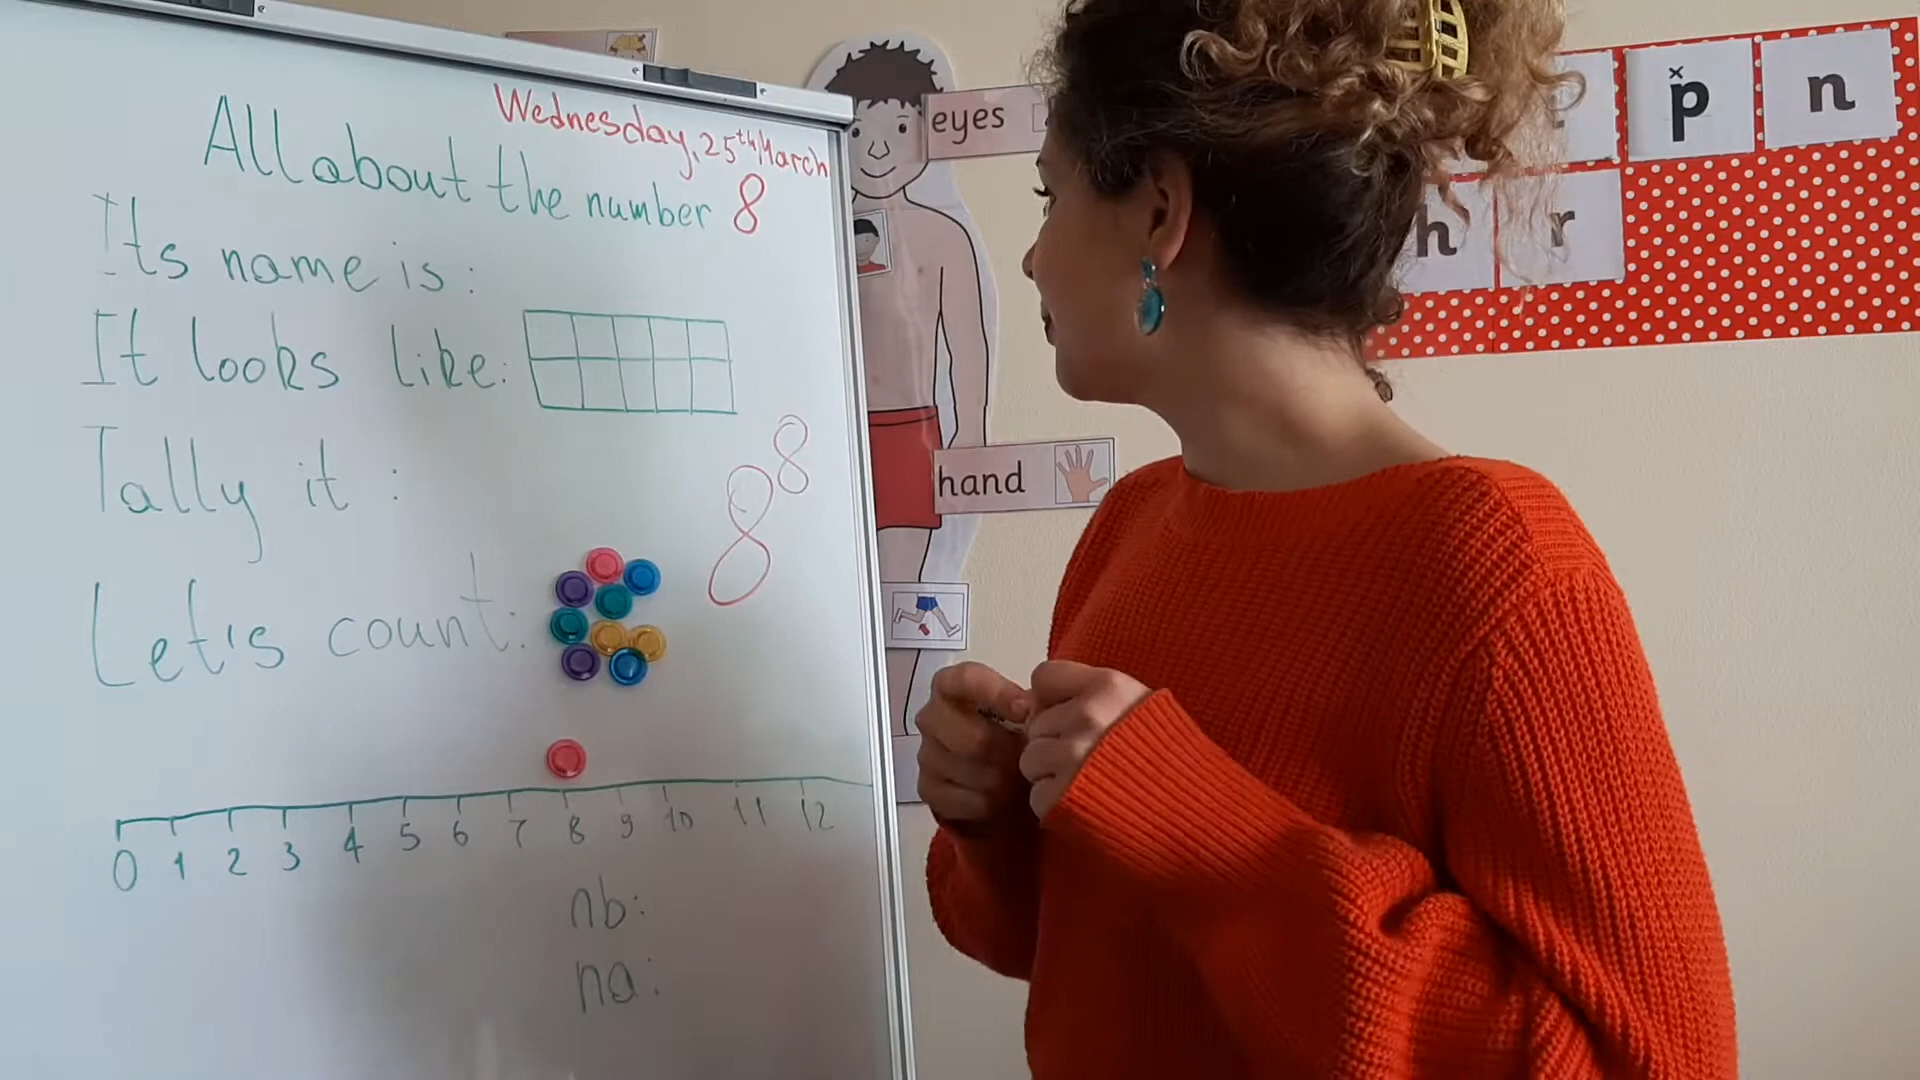 Wednesday, 25th March
All about the number 8
Its name is:
It looks like:
Tally it :
8
8
Let's count:
0 1 2 3 4 5 6 7 8 9 10 11 12
nb:
na:
eyes
hand
p n
h r